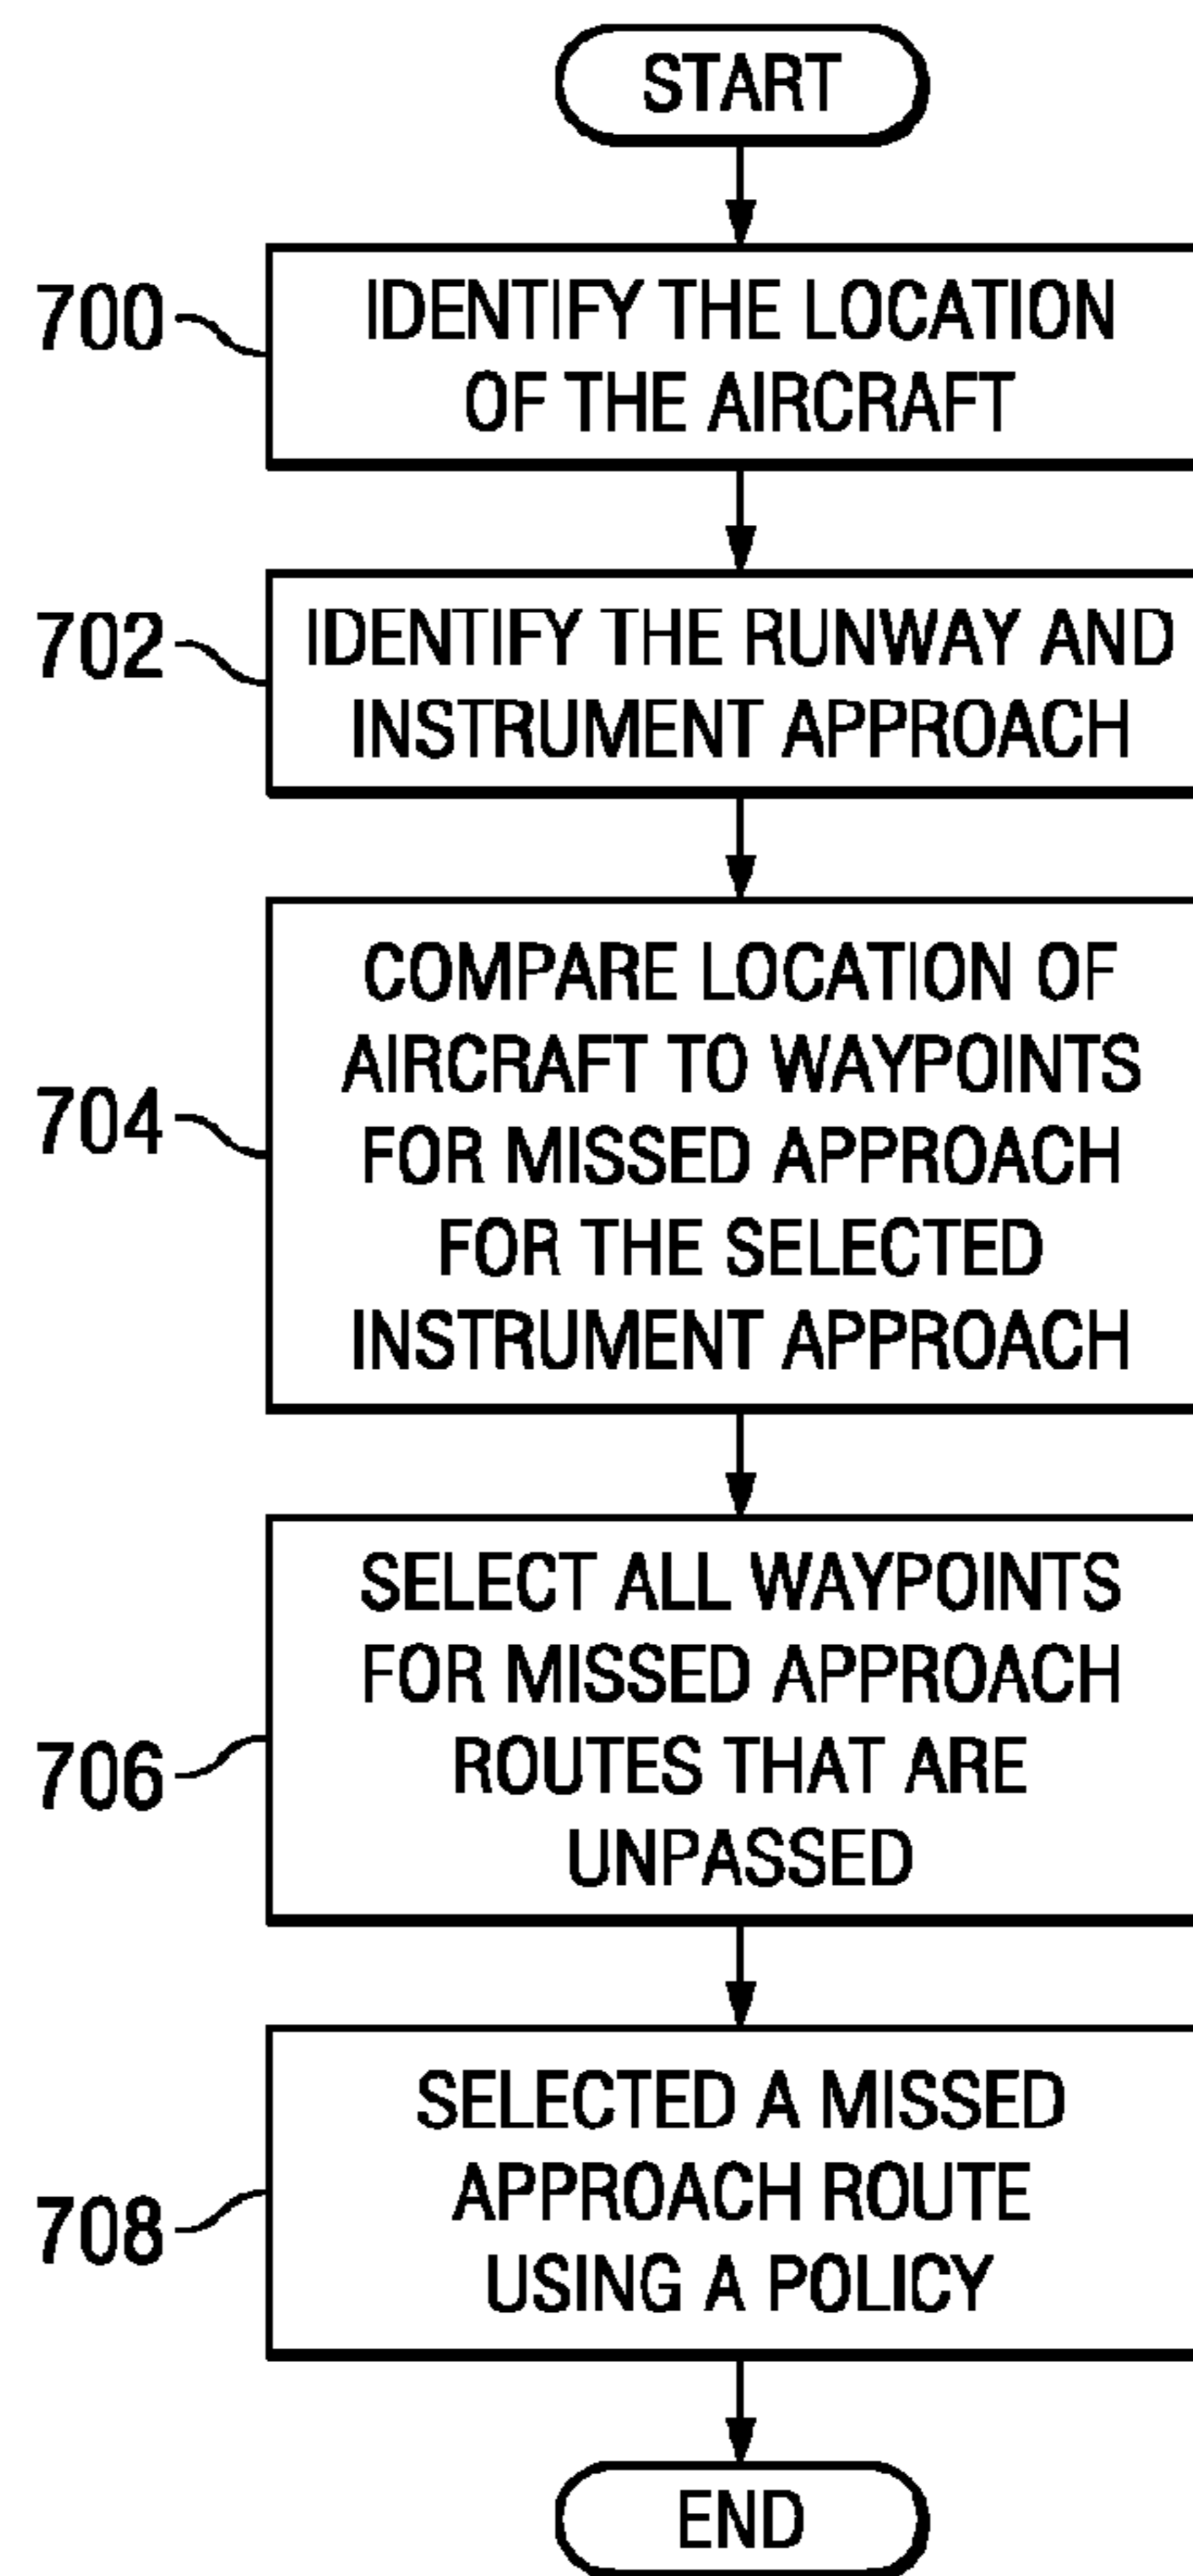 START
700
IDENTIFY THE LOCATION
OF THE AIRCRAFT
702
IDENTIFY THE RUNWAY AND
INSTRUMENT APPROACH
704
COMPARE LOCATION OF
AIRCRAFT TO WAYPOINTS
FOR MISSED APPROACH
FOR THE SELECTED
INSTRUMENT APPROACH
706
SELECT ALL WAYPOINTS
FOR MISSED APPROACH
ROUTES THAT ARE
UNPASSED
708
SELECTED A MISSED
APPROACH ROUTE
USING A POLICY
END